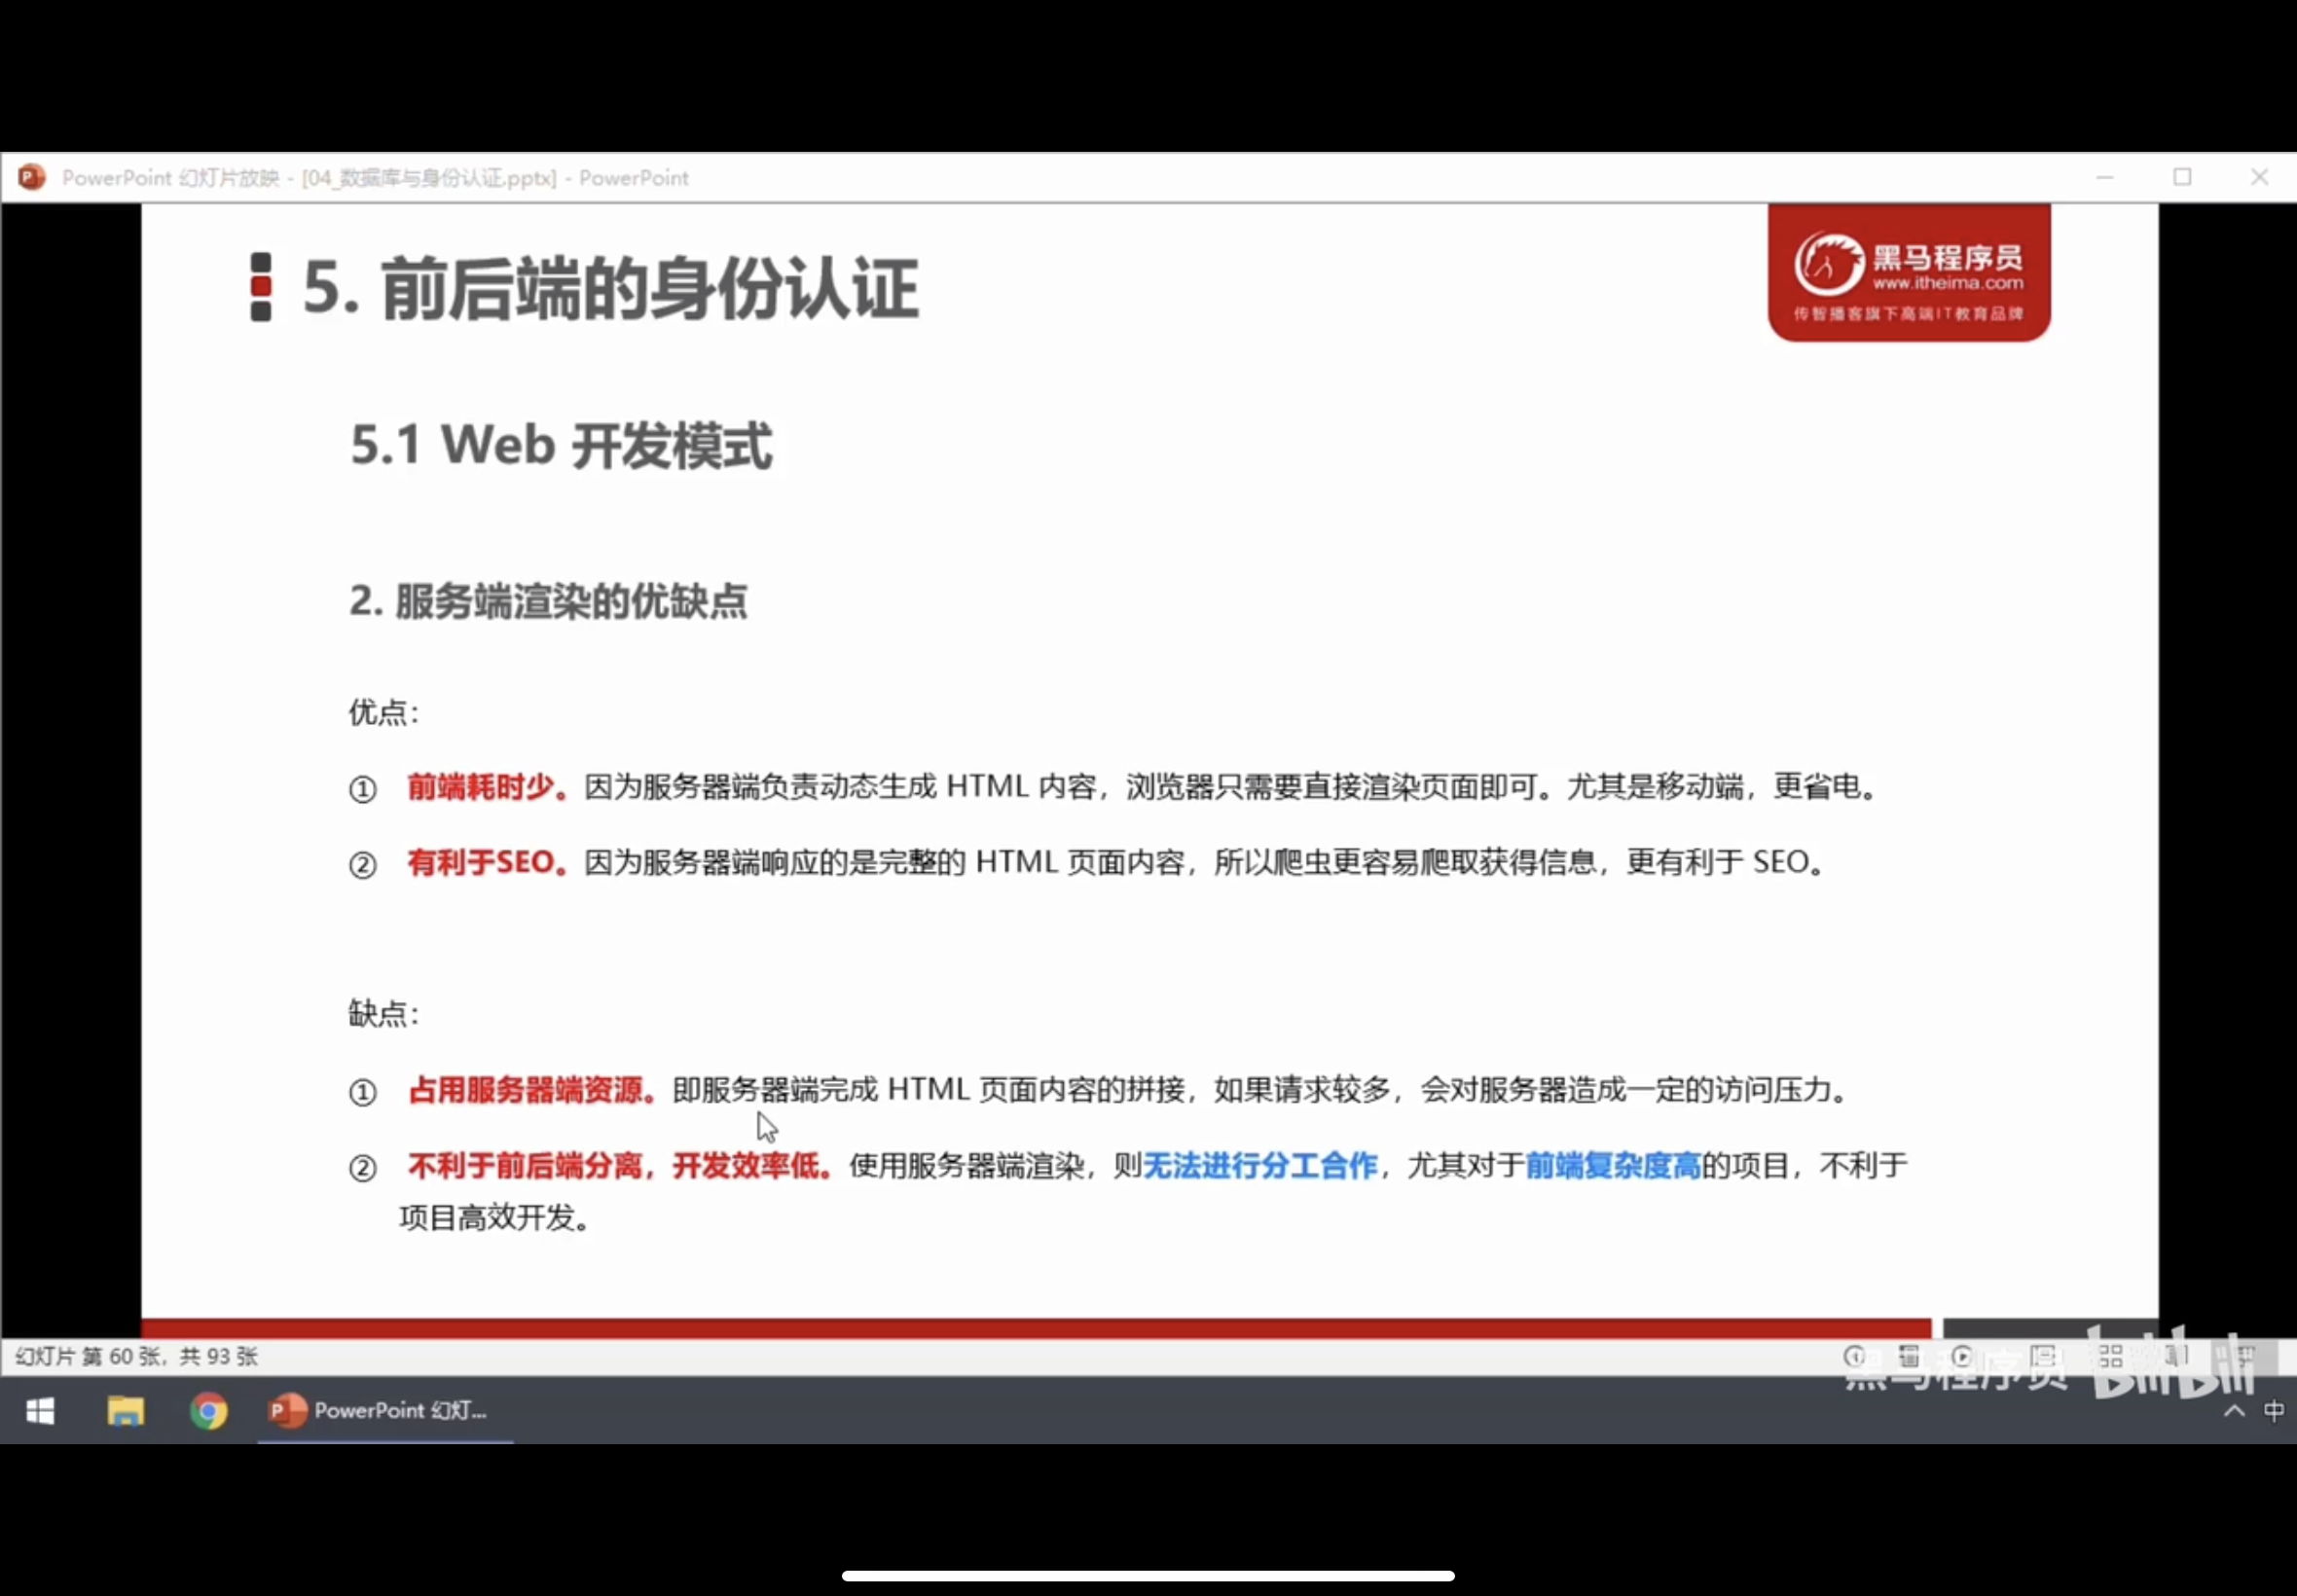 PowerPoint 幻灯片放映 - [04_数据库与身份认证.pptx] - PowerPoint
5. 前后端的身份认证
黑马程序员
www.itheima.com
传智播客旗下高端IT教育品牌
5.1 Web 开发模式
2. 服务端渲染的优缺点
优点：
① 前端耗时少。因为服务器端负责动态生成 HTML 内容，浏览器只需要直接渲染页面即可。尤其是移动端，更省电。
② 有利于SEO。因为服务器端响应的是完整的 HTML 页面内容，所以爬虫更容易爬取获得信息，更有利于 SEO。
缺点：
① 占用服务器端资源。即服务器端完成 HTML 页面内容的拼接，如果请求较多，会对服务器造成一定的访问压力。
② 不利于前后端分离，开发效率低。使用服务器端渲染，则无法进行分工合作，尤其对于前端复杂度高的项目，不利于
项目高效开发。
幻灯片 第 60 张，共 93 张
黑马程序员 bilibili
PowerPoint 幻灯...
中